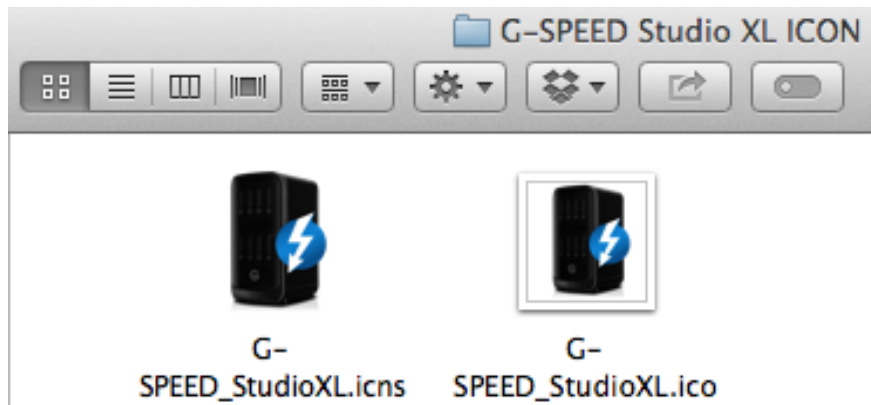 G-SPEED Studio XL ICON
G-
SPEED_StudioXL.icns
G-
SPEED_StudioXL.ico